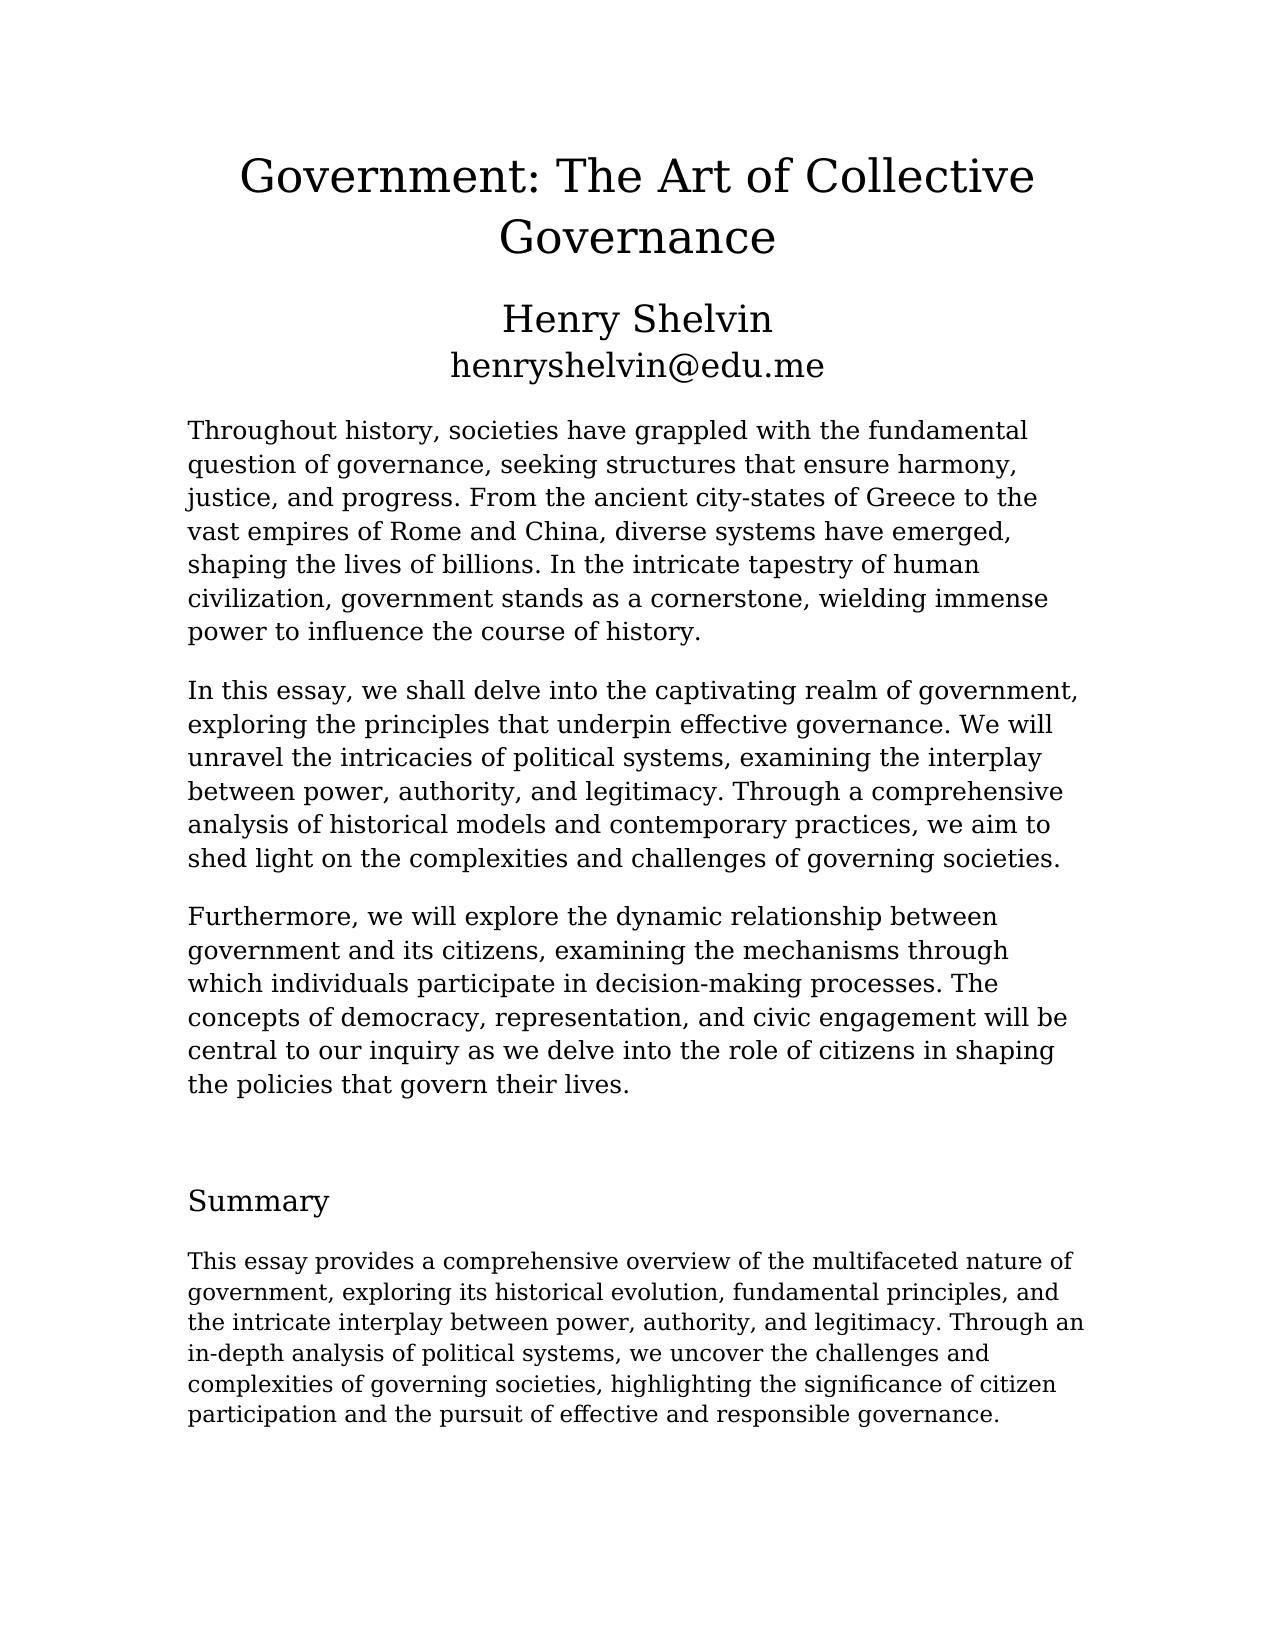 Government: The Art of Collective
Governance
Henry Shelvin
henryshelvin@edu.me
Throughout history, societies have grappled with the fundamental
question of governance, seeking structures that ensure harmony,
justice, and progress. From the ancient city-states of Greece to the
vast empires of Rome and China, diverse systems have emerged,
shaping the lives of billions. In the intricate tapestry of human
civilization, government stands as a cornerstone, wielding immense
power to influence the course of history.
In this essay, we shall delve into the captivating realm of government,
exploring the principles that underpin effective governance. We will
unravel the intricacies of political systems, examining the interplay
between power, authority, and legitimacy. Through a comprehensive
analysis of historical models and contemporary practices, we aim to
shed light on the complexities and challenges of governing societies.
Furthermore, we will explore the dynamic relationship between
government and its citizens, examining the mechanisms through
which individuals participate in decision-making processes. The
concepts of democracy, representation, and civic engagement will be
central to our inquiry as we delve into the role of citizens in shaping
the policies that govern their lives.
Summary
This essay provides a comprehensive overview of the multifaceted nature of
government, exploring its historical evolution, fundamental principles, and
the intricate interplay between power, authority, and legitimacy. Through an
in-depth analysis of political systems, we uncover the challenges and
complexities of governing societies, highlighting the significance of citizen
participation and the pursuit of effective and responsible governance.